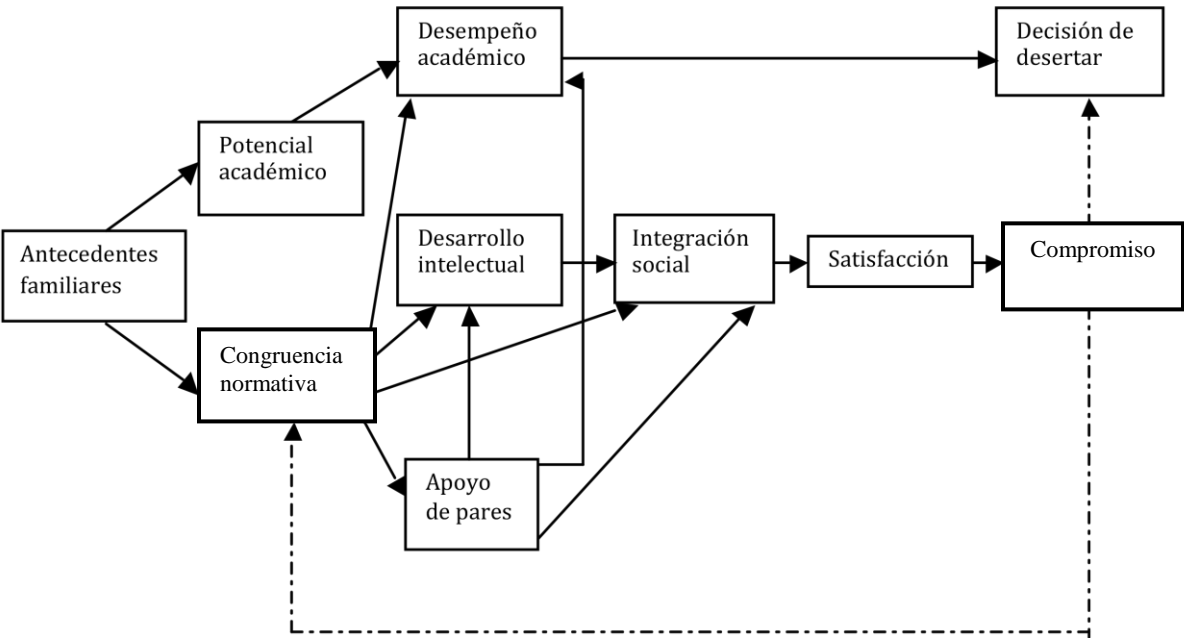 Desempeño
académico
Decisión de
desertar
Potencial
académico
Antecedentes
familiares
Desarrollo
intelectual
Integración
social
Satisfacción
Compromiso
Congruencia
normativa
Apoyo
de pares